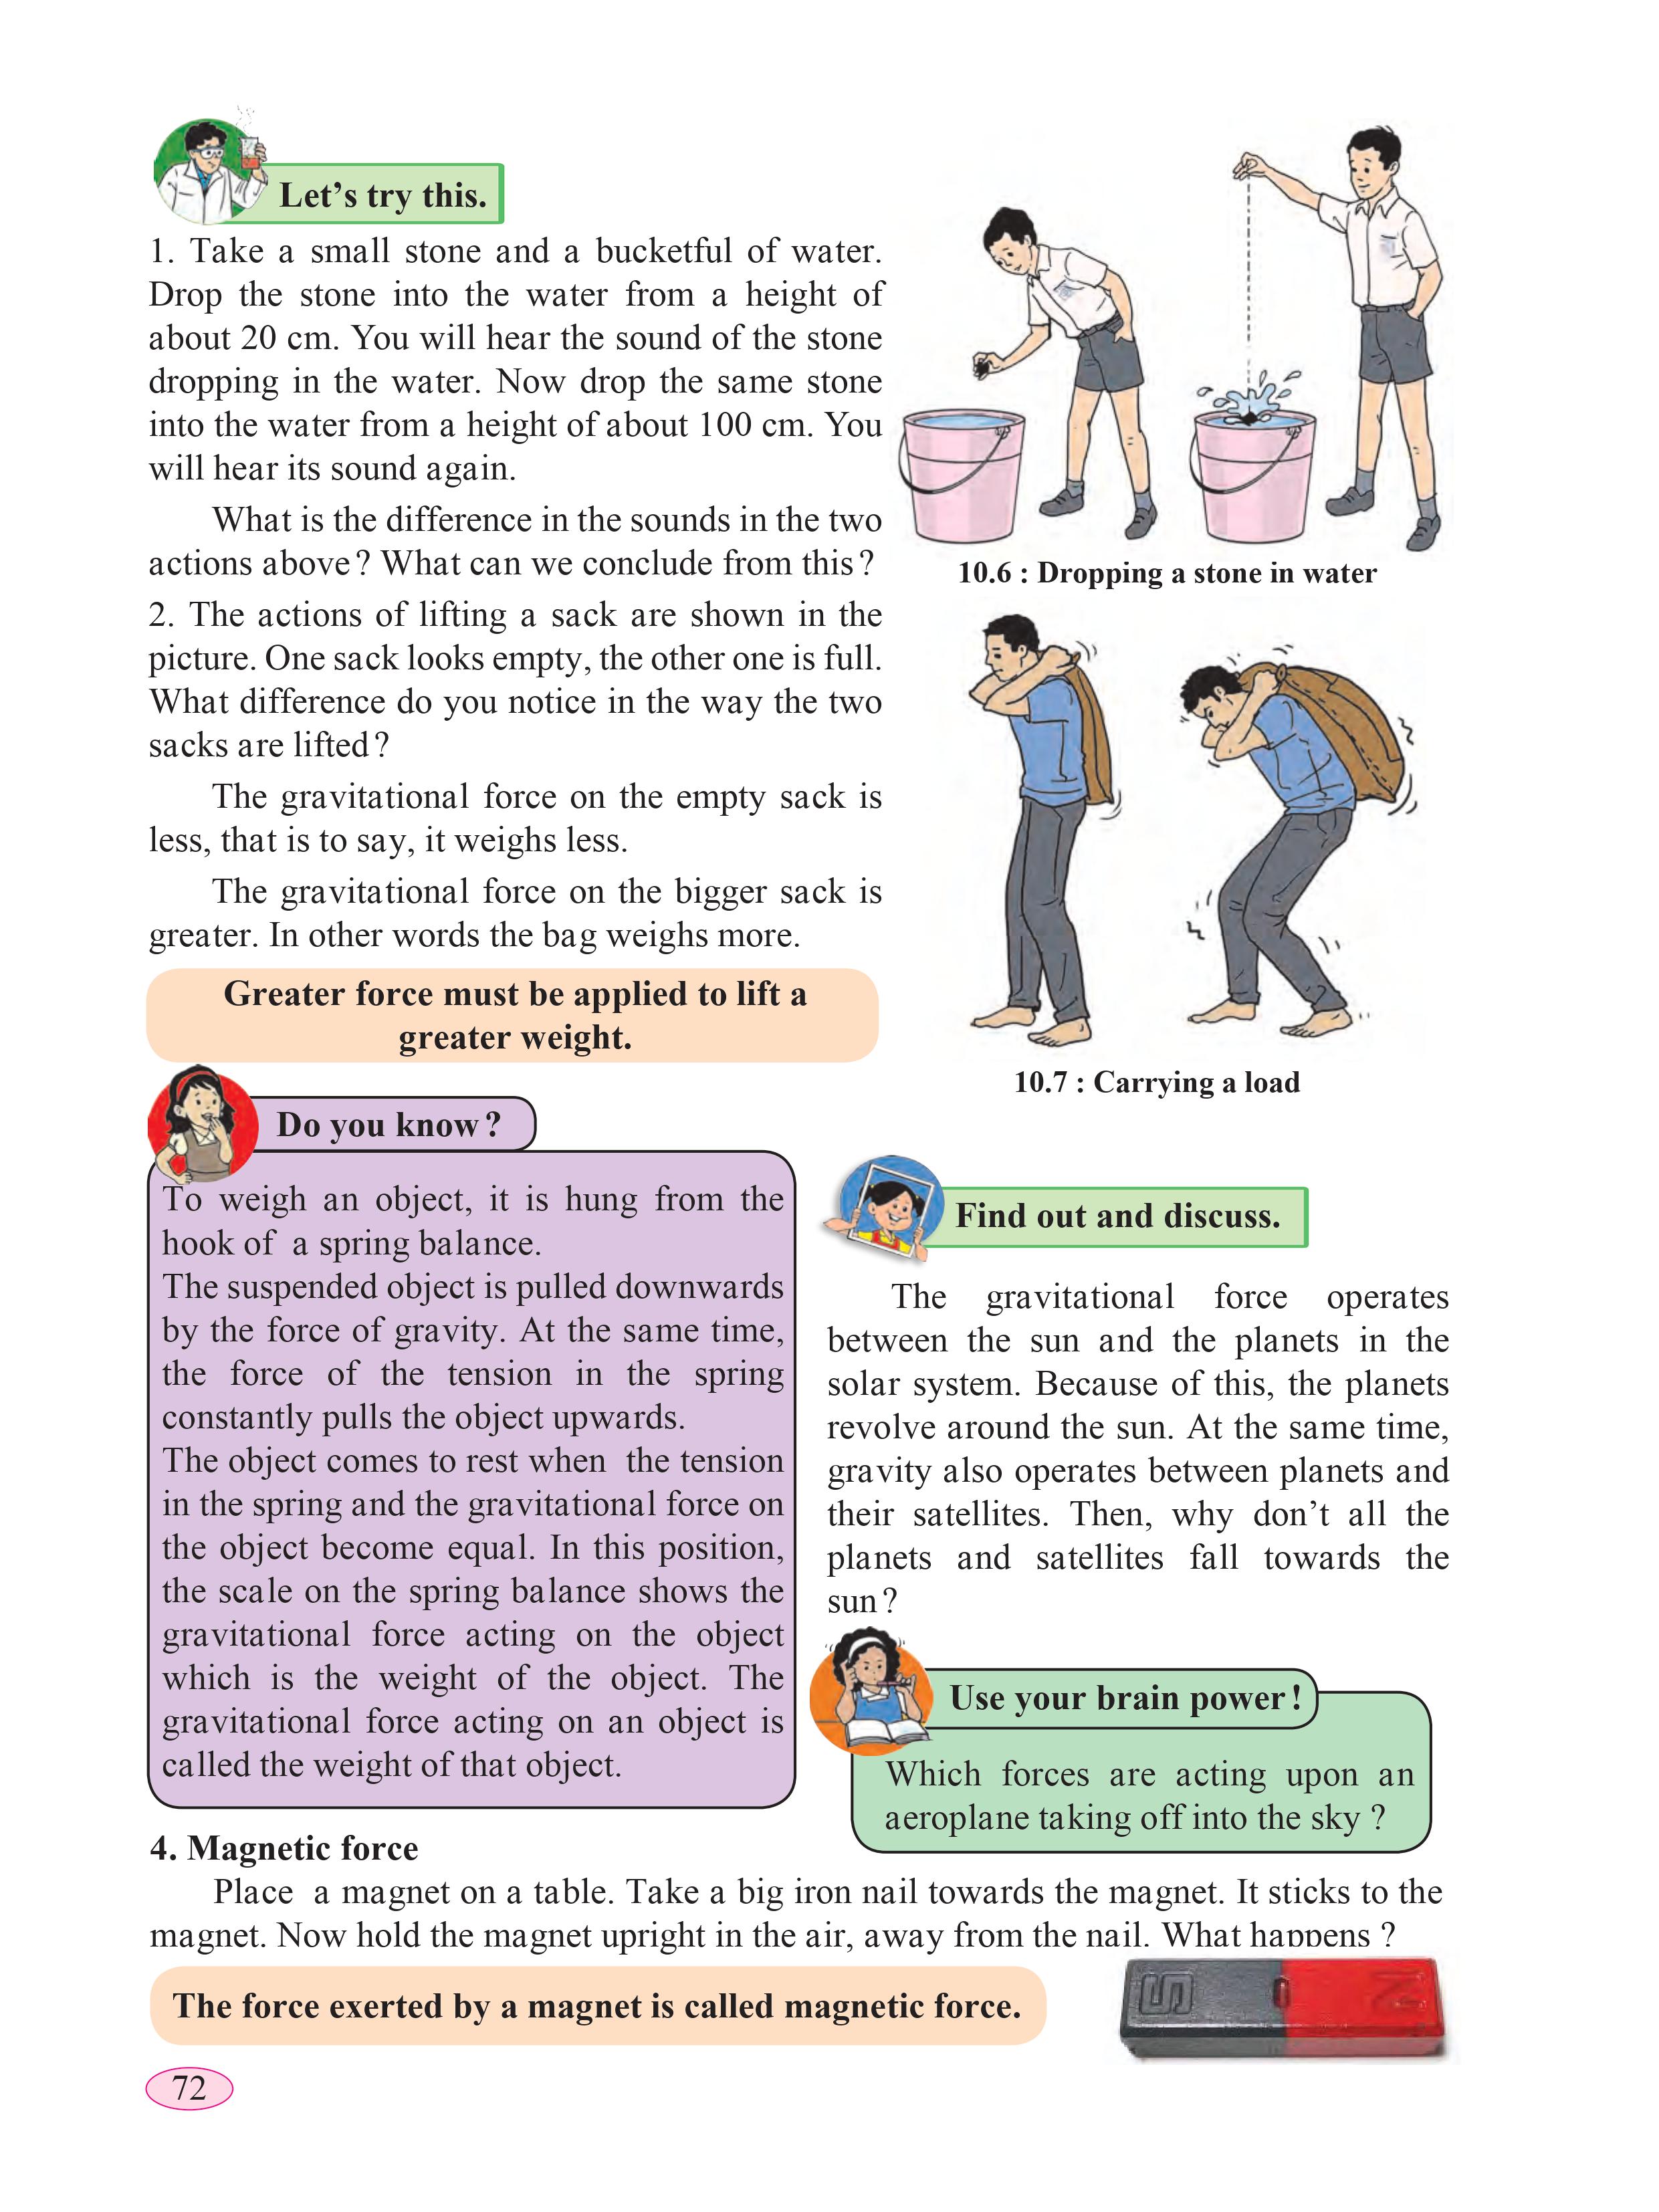 Let’s try this.
1. Take a small stone and a bucketful of water.
Drop the stone into the water from a height of
about 20 cm. You will hear the sound of the stone
dropping in the water. Now drop the same stone
into the water from a height of about 100 cm. You
will hear its sound again.
What is the difference in the sounds in the two
actions above? What can we conclude from this?
2. The actions of lifting a sack are shown in the
picture. One sack looks empty, the other one is full.
What difference do you notice in the way the two
sacks are lifted?
The gravitational force on the empty sack is
less, that is to say, it weighs less.
The gravitational force on the bigger sack is
greater. In other words the bag weighs more.
Greater force must be applied to lift a
greater weight.
10.6 : Dropping a stone in water
10.7 : Carrying a load
Do you know?
To weigh an object, it is hung from the
hook of a spring balance.
The suspended object is pulled downwards
by the force of gravity. At the same time,
the force of the tension in the spring
constantly pulls the object upwards.
The object comes to rest when the tension
in the spring and the gravitational force on
the object become equal. In this position,
the scale on the spring balance shows the
gravitational force acting on the object
which is the weight of the object. The
gravitational force acting on an object is
called the weight of that object.
Find out and discuss.
The gravitational force operates
between the sun and the planets in the
solar system. Because of this, the planets
revolve around the sun. At the same time,
gravity also operates between planets and
their satellites. Then, why don’t all the
planets and satellites fall towards the
sun?
Use your brain power!
Which forces are acting upon an
aeroplane taking off into the sky ?
4. Magnetic force
Place a magnet on a table. Take a big iron nail towards the magnet. It sticks to the
magnet. Now hold the magnet upright in the air, away from the nail. What happens ?
The force exerted by a magnet is called magnetic force.
S N
72